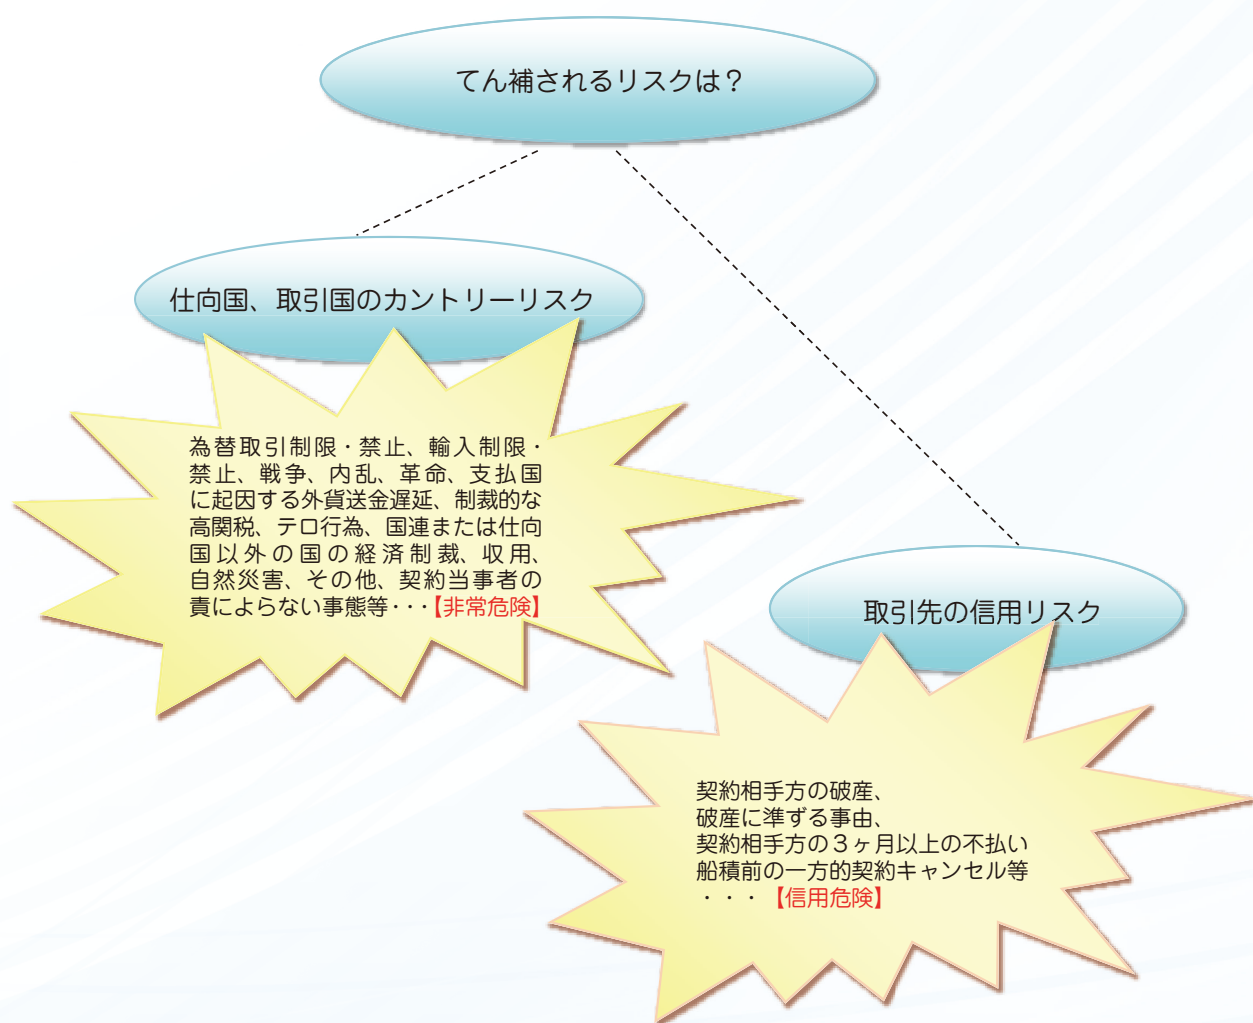 てん補されるリスクは？
仕向国、取引国のカントリーリスク
為替取引制限・禁止、輸入制限・
禁止、戦争、内乱、革命、支払国
に起因する外貨送金遅延、制裁的な
高関税、テロ行為、国連または仕向
国以外の国の経済制裁、収用、
自然災害、その他、契約当事者の
責によらない事態等・・・【非常危険】
取引先の信用リスク
契約相手方の破産、
破産に準ずる事由、
契約相手方の３ヶ月以上の不払い
船積前の一方的契約キャンセル等
・・・【信用危険】